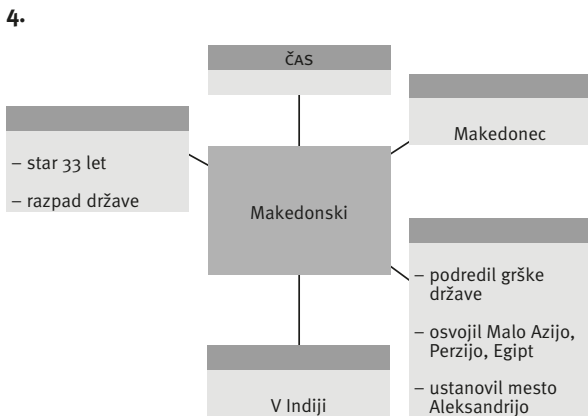 4.
ČAS
Makedonec
– star 33 let
– razpad države
Makedonski
– podredil grške
države
– osvojil Malo Azijo,
Perzijo, Egipt
– ustanovil mesto
Aleksandrijo
V Indiji